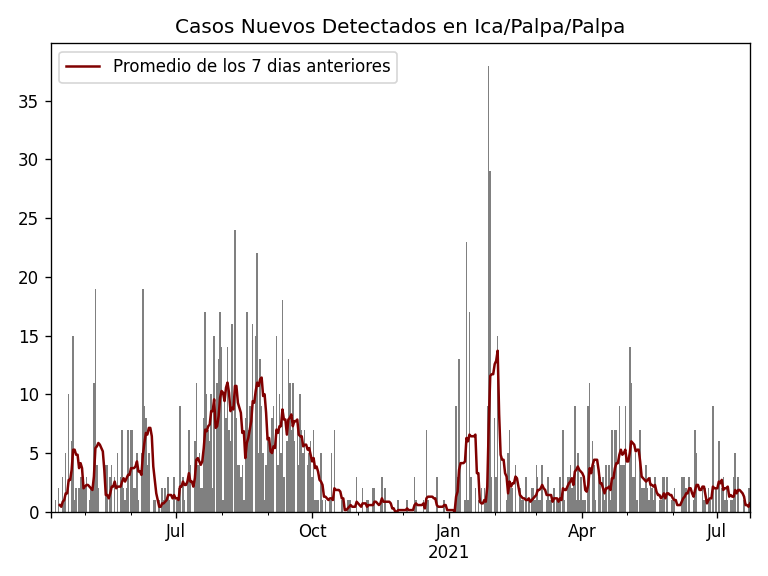 Casos Nuevos Detectados en Ica/Palpa/Palpa
Promedio de los 7 dias anteriores
35
30
25
20
15
10
5
0
Jul
Oct
Jan
2021
Apr
Jul